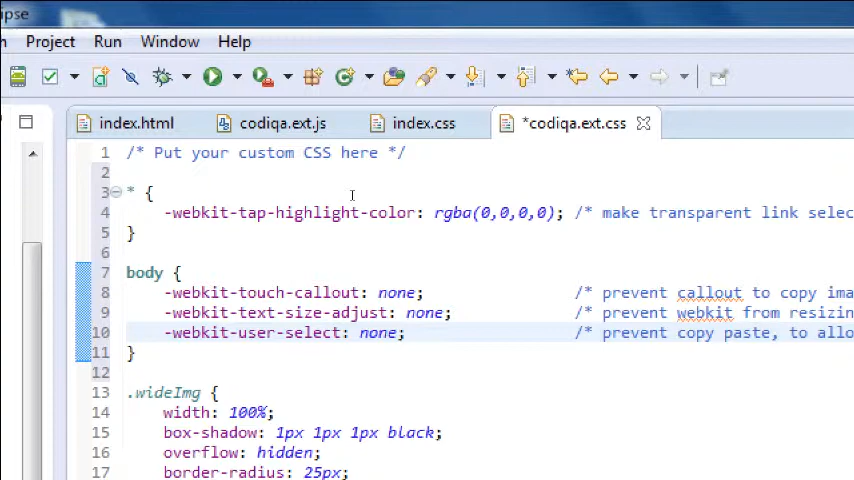 ipse
Project Run Window Help
index.html codiqa.ext.js index.css *codiqa.ext.css
1 /* Put your custom CSS here */
2
3 * {
4 -webkit-tap-highlight-color: rgba(0,0,0,0); /* make transparent link selec
5 }
6
7 body {
8 -webkit-touch-callout: none; /* prevent callout to copy ima
9 -webkit-text-size-adjust: none; /* prevent webkit from resizin
10 -webkit-user-select: none; /* prevent copy paste, to allo
11 }
12
13 .wideImg {
14 width: 100%;
15 box-shadow: 1px 1px 1px black;
16 overflow: hidden;
17 border-radius: 25px;